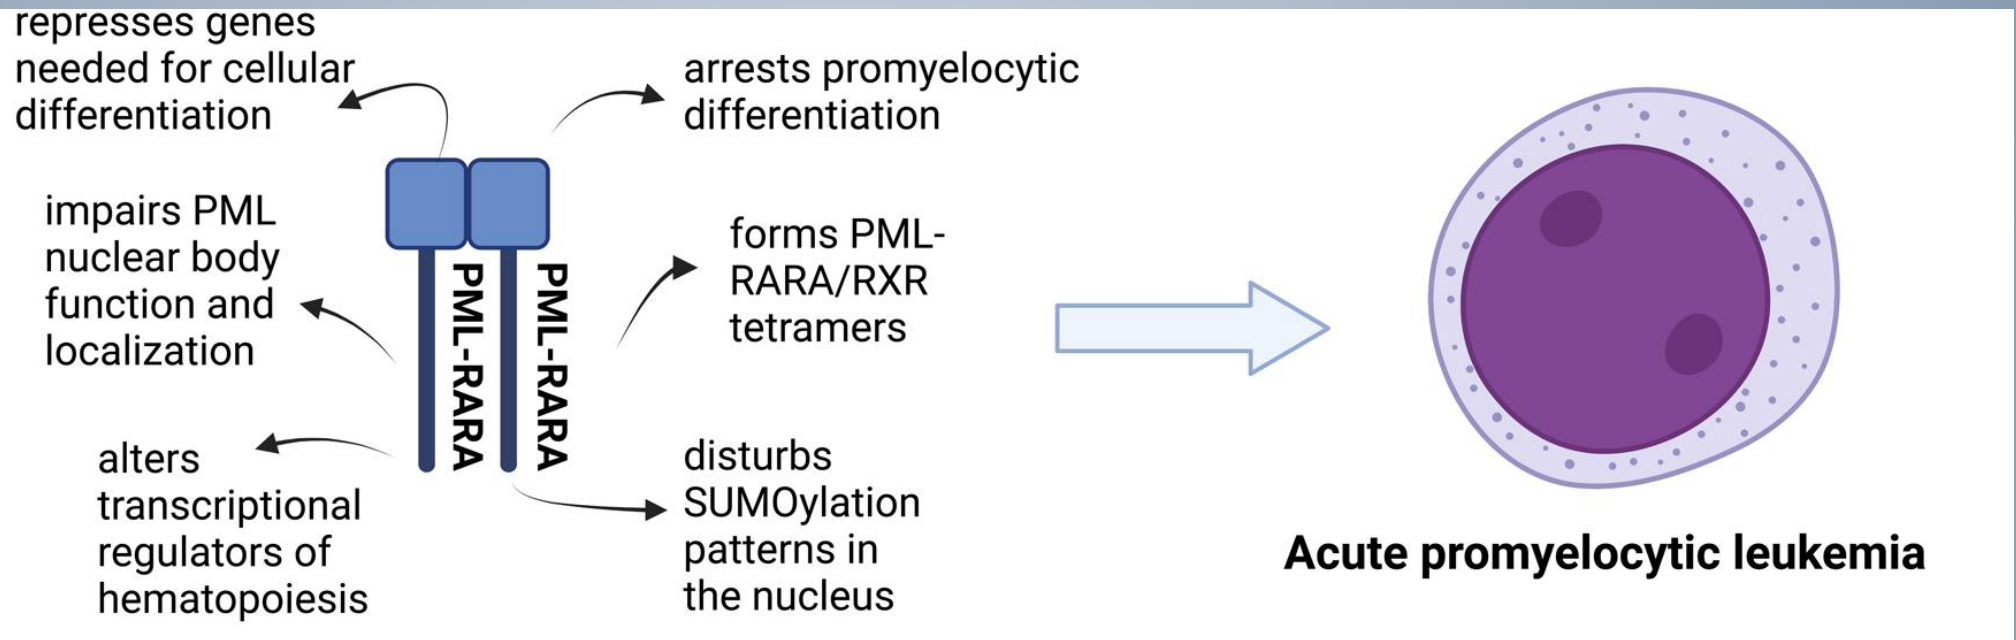 represses genes
needed for cellular
differentiation
impairs PML
nuclear body
function and
localization
alters
transcriptional
regulators of
hematopoiesis
PML-RARA
PML-RARA
arrests promyelocytic
differentiation
forms PML-
RARA/RXR
tetramers
disturbs
SUMOylation
patterns in
the nucleus
Acute promyelocytic leukemia